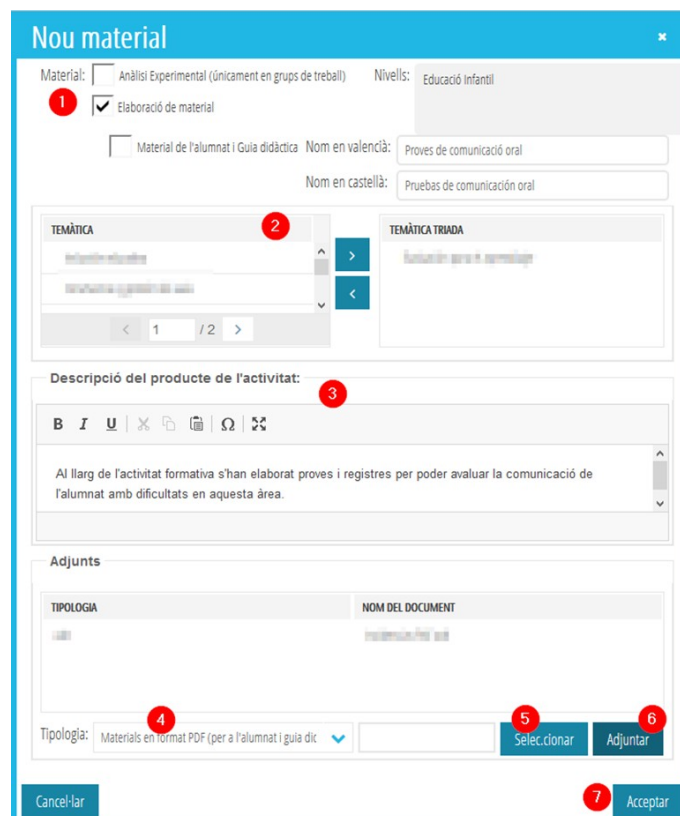 Nou material
Material: Anàlisi Experimental (únicament en grups de treball) Nivells: Educació Infantil
1 Elaboració de material
Material de l'alumnat i Guia didàctica Nom en valencià: Proves de comunicació oral
Nom en castellà: Pruebas de comunicación oral
TEMÀTICA 2 TEMÀTICA TRIADA
1 / 2
Descripció del producte de l'activitat:
3
B I U Ω
Al llarg de l'activitat formativa s'han elaborat proves i registres per poder avaluar la comunicació de
l'alumnat amb dificultats en aquesta àrea.
Adjunts
TIPOLOGIA NOM DEL DOCUMENT
4 5 6
Tipologia: Materials en format PDF (per a l'alumnat i guia dic Selec.cionar Adjuntar
Cancel·lar 7 Acceptar